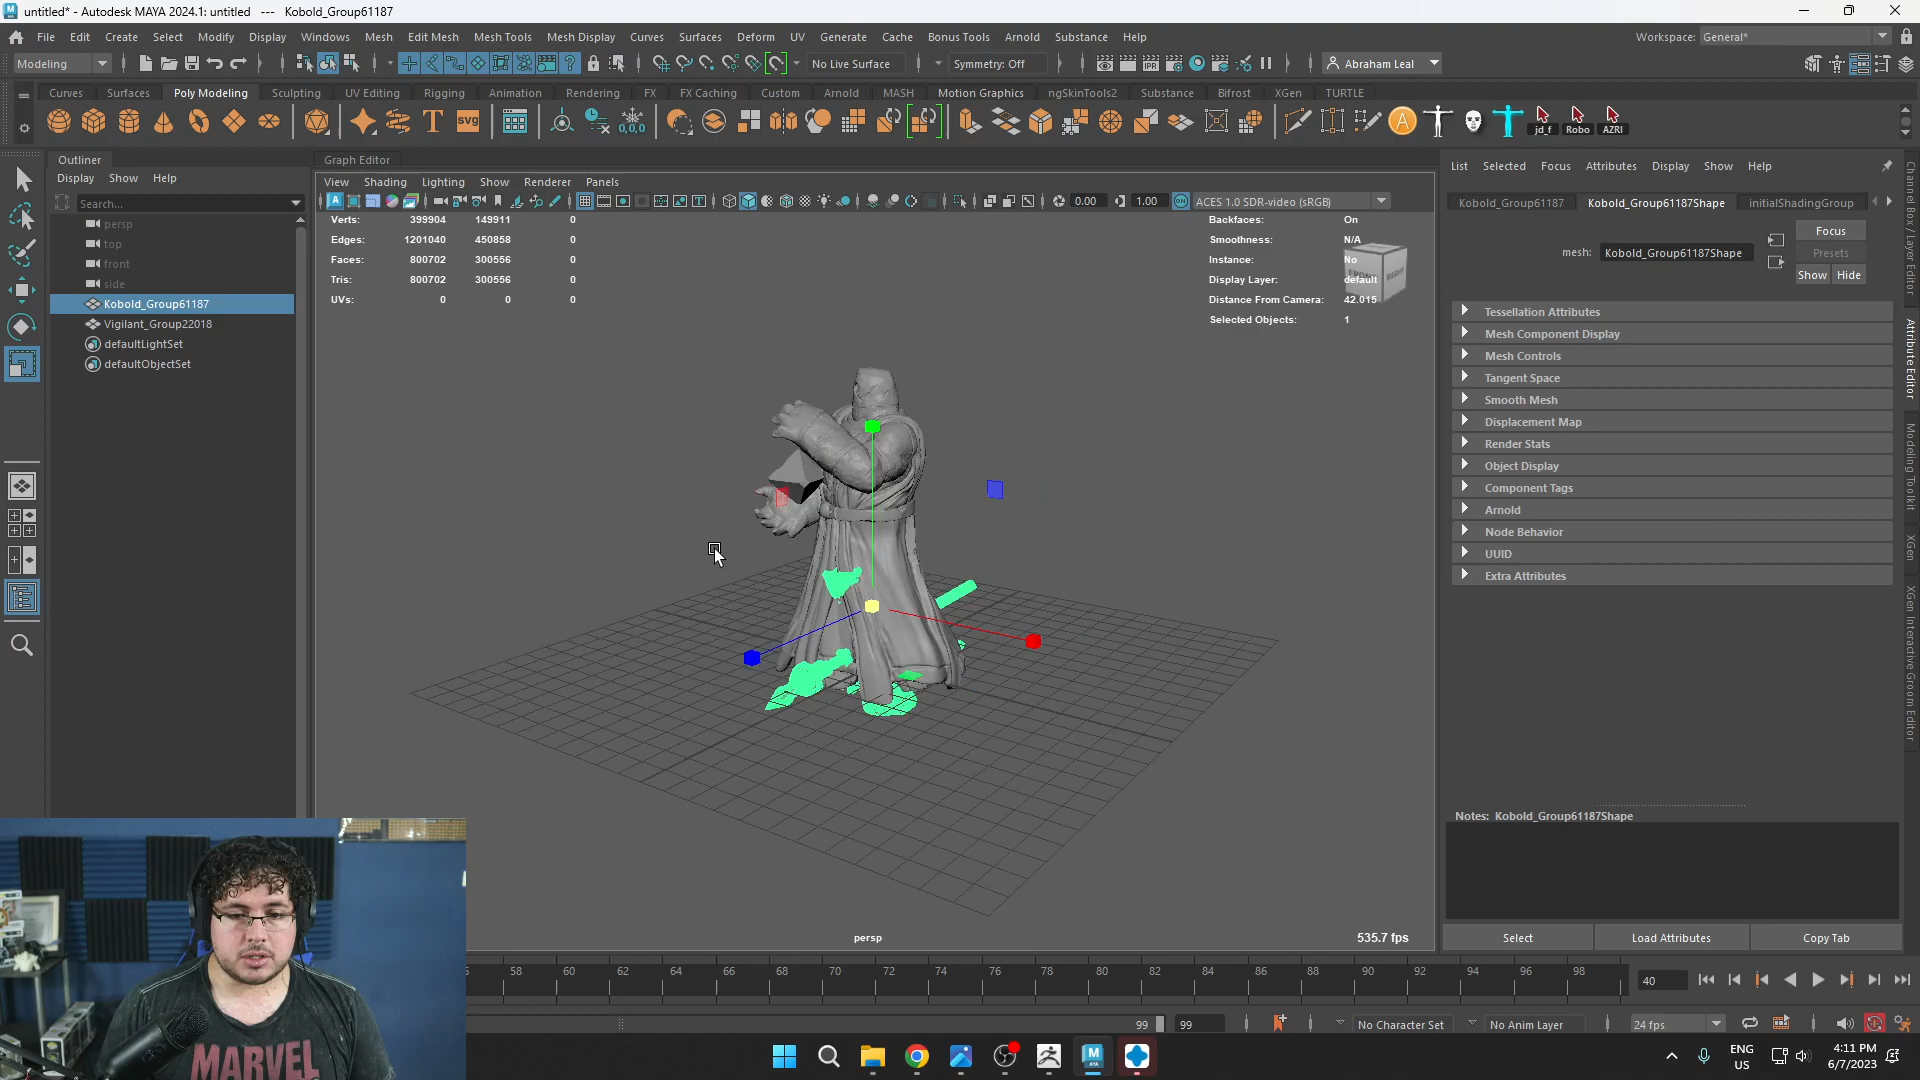 untitled* - Autodesk MAYA 2024.1: untitled --- Kobold_Group61187
File Edit Create Select Modify Display Windows Mesh Edit Mesh Mesh Tools Mesh Display Curves Surfaces Deform UV Generate Cache Bonus Tools Arnold Substance Help
Workspace: General*
Modeling No Live Surface Symmetry: Off Abraham Leal
Curves Surfaces Poly Modeling Sculpting UV Editing Rigging Animation Rendering FX FX Caching Custom Arnold MASH Motion Graphics ngSkinTools2 Substance Bifrost XGen TURTLE
svg
jd_f Robo AZRI
Outliner
Display Show Help
Search...
persp
top
front
side
Kobold_Group61187
Vigilant_Group22018
defaultLightSet
defaultObjectSet
Graph Editor
View Shading Lighting Show Renderer Panels
0.00 1.00 ACES 1.0 SDR-video (sRGB)
Verts: 399904 149911 0
Edges: 1201040 450858 0
Faces: 800702 300556 0
Tris: 800702 300556 0
UVs: 0 0 0
Backfaces: On
Smoothness: N/A
Instance: No
Display Layer: default
Distance From Camera: 42.015
Selected Objects: 1
FRONT RIGHT
persp
535.7 fps
List Selected Focus Attributes Display Show Help
Kobold_Group61187 Kobold_Group61187Shape initialShadingGroup
Focus
mesh: Kobold_Group61187Shape
Presets
Show Hide
Tessellation Attributes
Mesh Component Display
Mesh Controls
Tangent Space
Smooth Mesh
Displacement Map
Render Stats
Object Display
Component Tags
Arnold
Node Behavior
UUID
Extra Attributes
Notes: Kobold_Group61187Shape
Select Load Attributes Copy Tab
Channel Box / Layer Editor
Attribute Editor
Modeling Toolkit
XGen
XGen Interactive Groom Editor
58 60 62 64 66 68 70 72 74 76 78 80 82 84 86 88 90 92 94 96 98
40
99 99 No Character Set No Anim Layer 24 fps
MARVEL
ENG
US
4:11 PM
6/7/2023